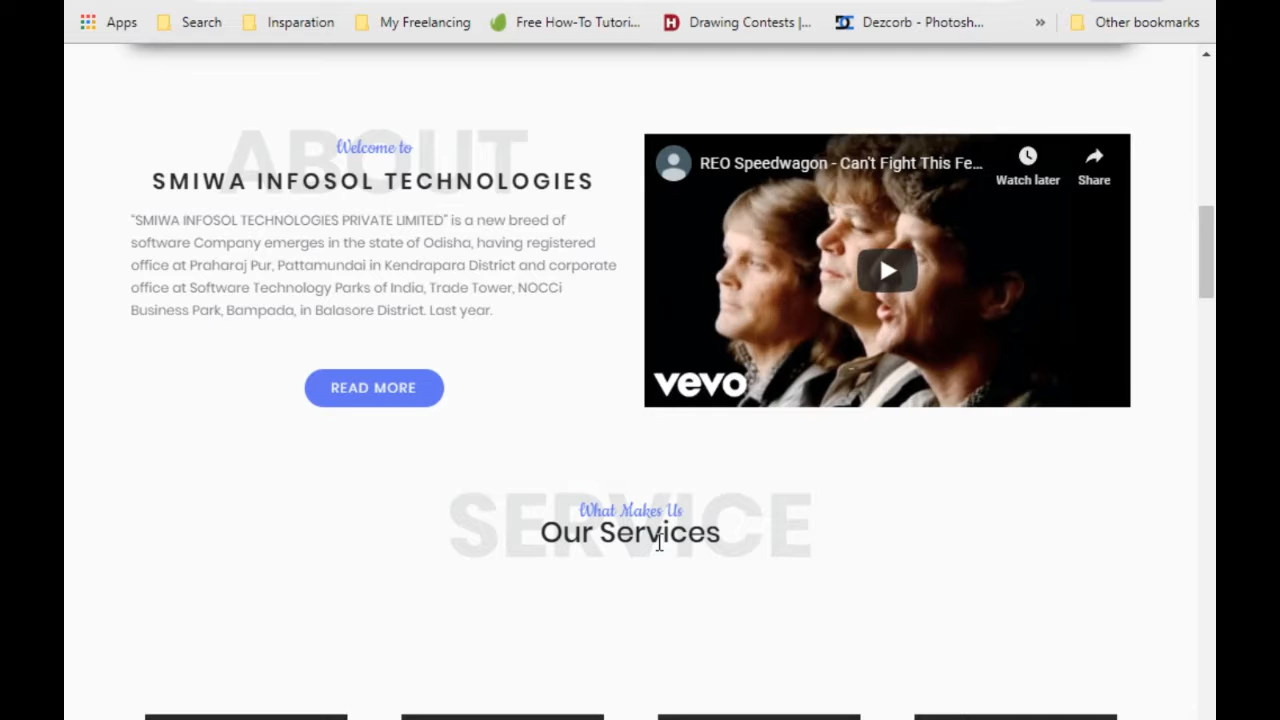 Apps Search Insparation My Freelancing Free How-To Tutori... Drawing Contests |... Dezcorb - Photosh... » Other bookmarks
ABOUT
Welcome to
SMIWA INFOSOL TECHNOLOGIES
"SMIWA INFOSOL TECHNOLOGIES PRIVATE LIMITED" is a new breed of
software Company emerges in the state of Odisha, having registered
office at Praharaj Pur, Pattamundai in Kendrapara District and corporate
office at Software Technology Parks of India, Trade Tower, NOCCi
Business Park, Bampada, in Balasore District. Last year.
READ MORE
REO Speedwagon - Can't Fight This Fe...
Watch later Share
vevo
SERVICE
What Makes Us
Our Services